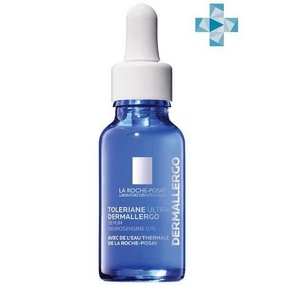 LA ROCHE-POSAY
LABORATOIRE DERMATOLOGIQUE
TOLERIANE ULTRA
DERMALLERGO
SERUM
NEUROSENSINE 0.1%
AVEC DE L'EAU THERMALE
DE LA ROCHE-POSAY
DERMALLERGO